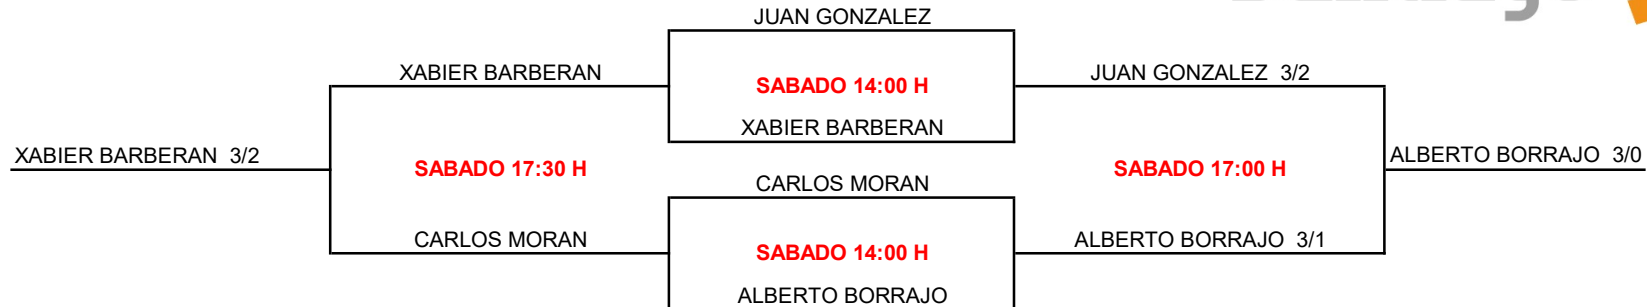 JUAN GONZALEZ
XABIER BARBERAN
SABADO 14:00 H
JUAN GONZALEZ 3/2
XABIER BARBERAN
XABIER BARBERAN 3/2
SABADO 17:30 H
SABADO 17:00 H
ALBERTO BORRAJO 3/0
CARLOS MORAN
CARLOS MORAN
SABADO 14:00 H
ALBERTO BORRAJO 3/1
ALBERTO BORRAJO